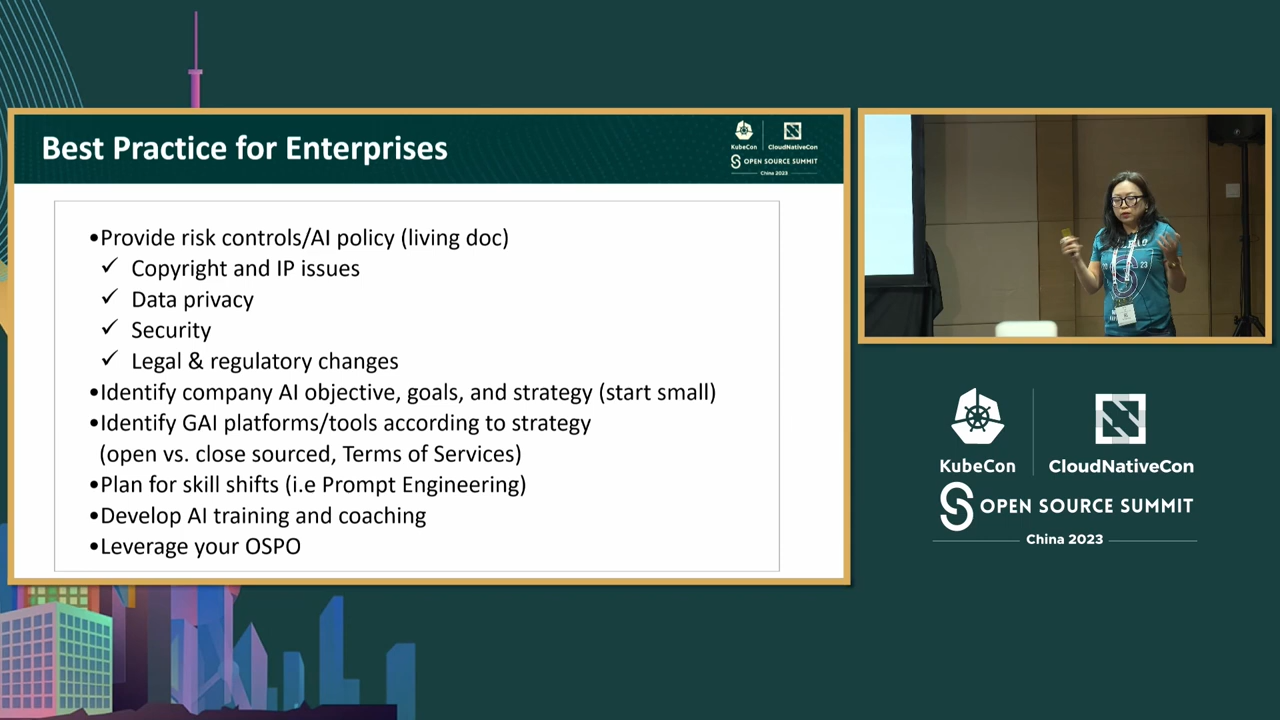 Best Practice for Enterprises
KubeCon
CloudNativeCon
OPEN SOURCE SUMMIT
China 2023
•Provide risk controls/AI policy (living doc)
✓ Copyright and IP issues
✓ Data privacy
✓ Security
✓ Legal & regulatory changes
•Identify company AI objective, goals, and strategy (start small)
•Identify GAI platforms/tools according to strategy
(open vs. close sourced, Terms of Services)
•Plan for skill shifts (i.e Prompt Engineering)
•Develop AI training and coaching
•Leverage your OSPO
KubeCon
CloudNativeCon
OPEN SOURCE SUMMIT
China 2023